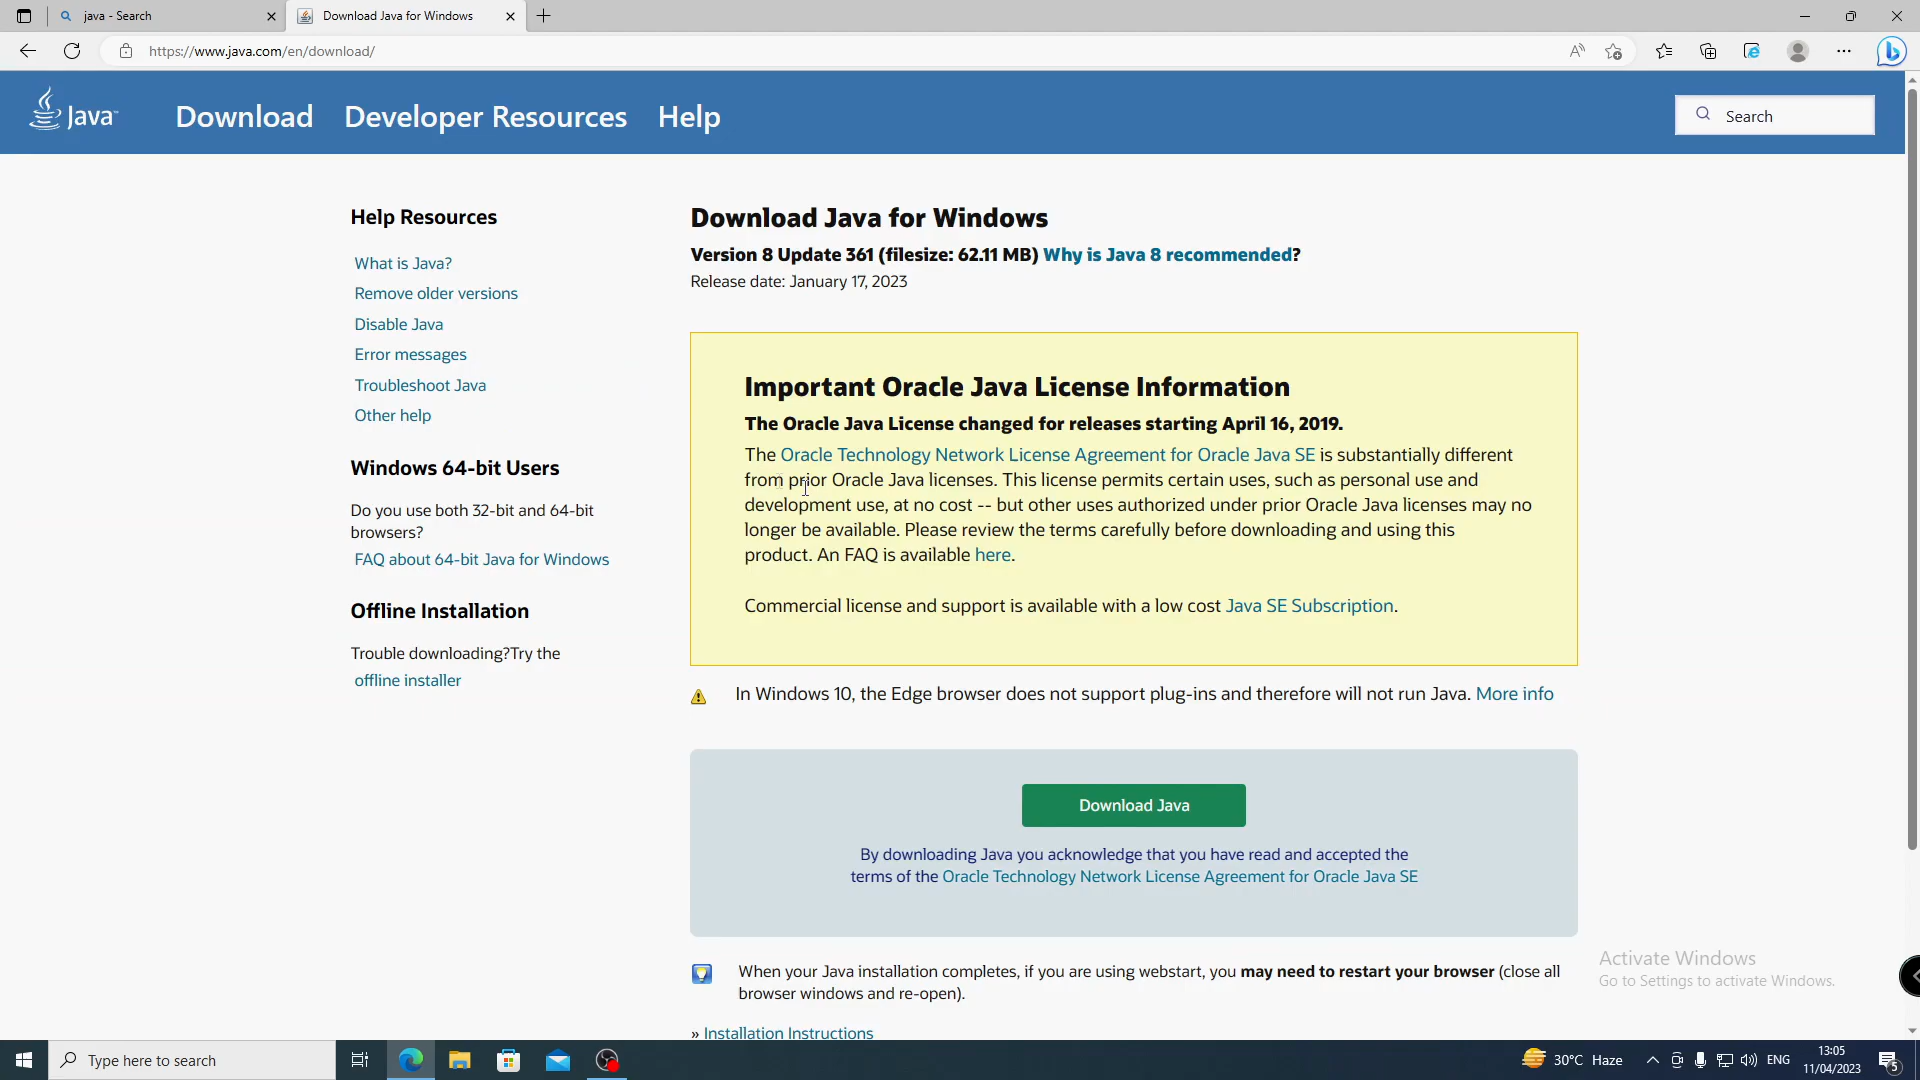 java - Search
Download Java for Windows
https://www.java.com/en/download/
Java™
Download
Developer Resources
Help
Search
Help Resources
What is Java?
Remove older versions
Disable Java
Error messages
Troubleshoot Java
Other help
Windows 64-bit Users
Do you use both 32-bit and 64-bit
browsers?
FAQ about 64-bit Java for Windows
Offline Installation
Trouble downloading?Try the
offline installer
Download Java for Windows
Version 8 Update 361 (filesize: 62.11 MB) Why is Java 8 recommended?
Release date: January 17, 2023
Important Oracle Java License Information
The Oracle Java License changed for releases starting April 16, 2019.
The Oracle Technology Network License Agreement for Oracle Java SE is substantially different
from prior Oracle Java licenses. This license permits certain uses, such as personal use and
development use, at no cost -- but other uses authorized under prior Oracle Java licenses may no
longer be available. Please review the terms carefully before downloading and using this
product. An FAQ is available here.
Commercial license and support is available with a low cost Java SE Subscription.
In Windows 10, the Edge browser does not support plug-ins and therefore will not run Java. More info
Download Java
By downloading Java you acknowledge that you have read and accepted the
terms of the Oracle Technology Network License Agreement for Oracle Java SE
When your Java installation completes, if you are using webstart, you may need to restart your browser (close all
browser windows and re-open).
» Installation Instructions
Activate Windows
Go to Settings to activate Windows.
Type here to search
30°C Haze
ENG
13:05
11/04/2023
5